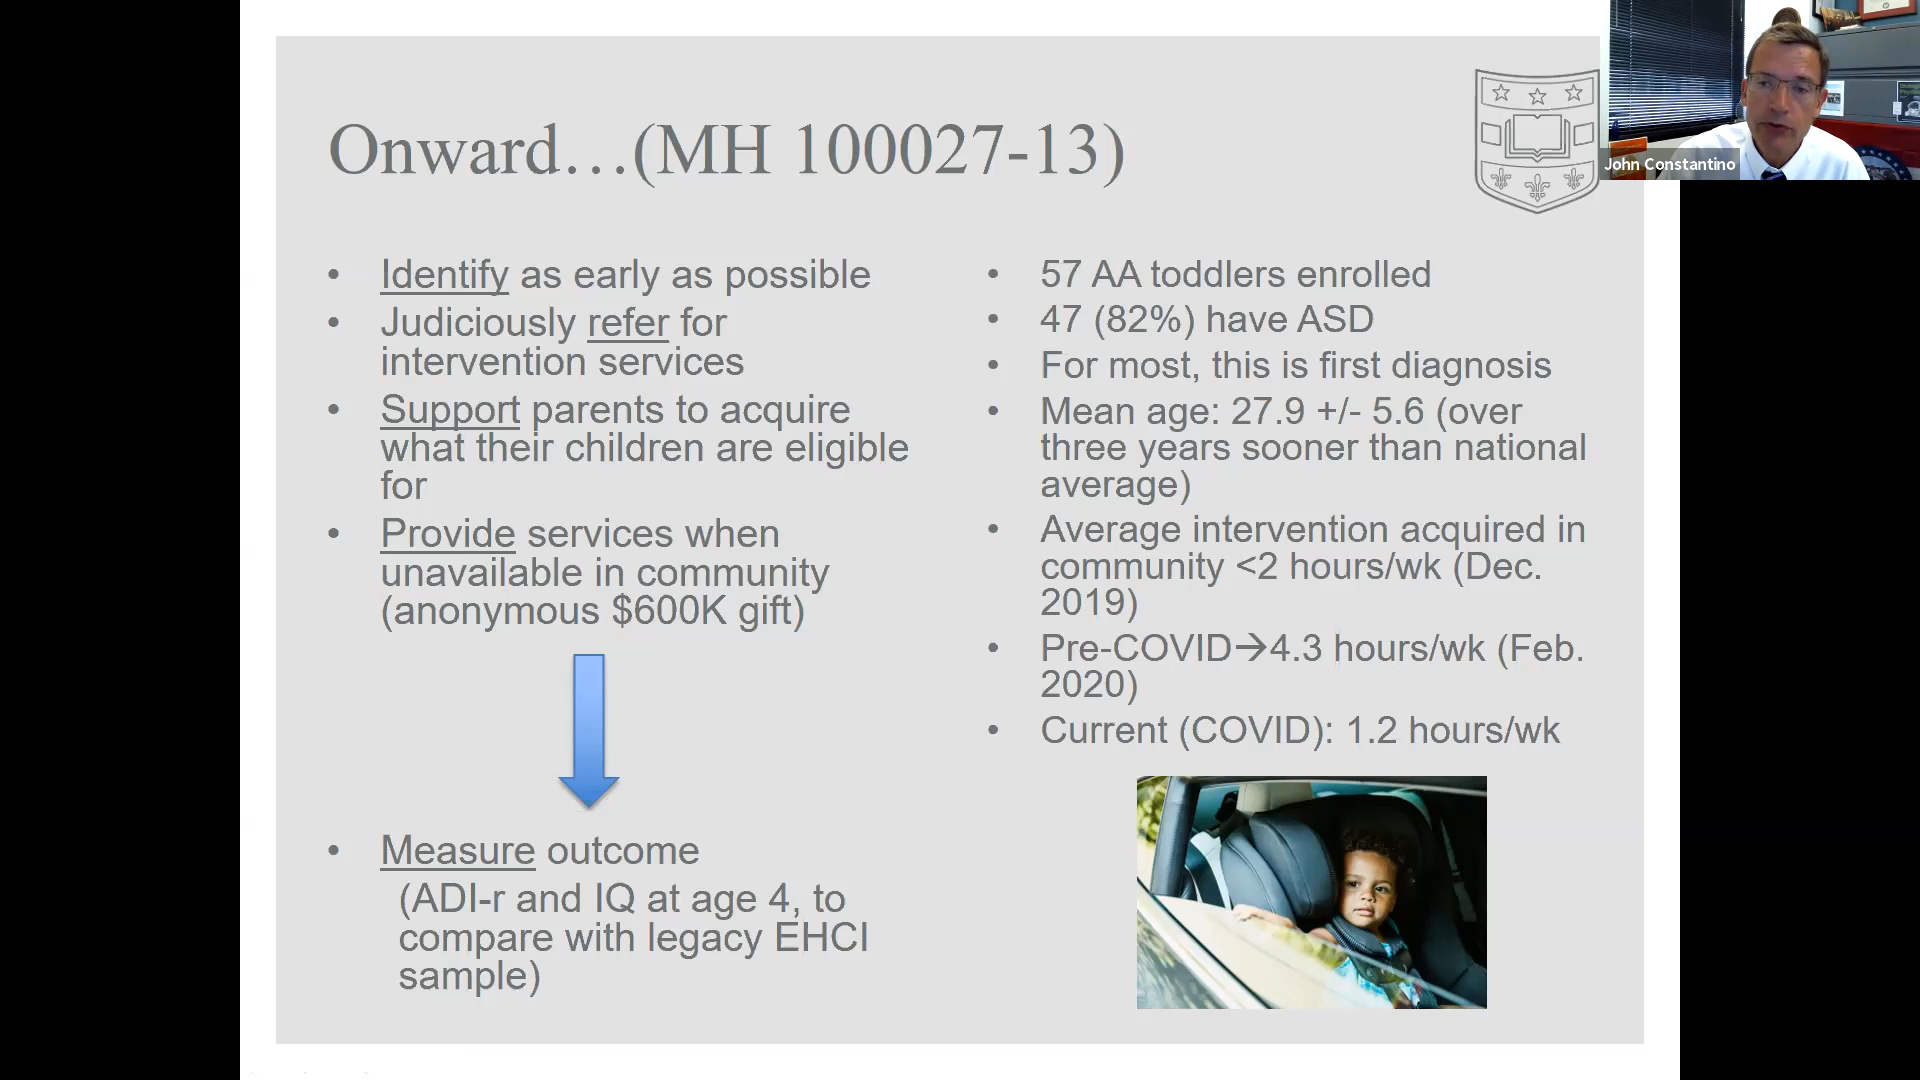 Onward…(MH 100027-13)
John Constantino
• Identify as early as possible
• Judiciously refer for
intervention services
• Support parents to acquire
what their children are eligible
for
• Provide services when
unavailable in community
(anonymous $600K gift)
• Measure outcome
(ADI-r and IQ at age 4, to
compare with legacy EHCI
sample)
• 57 AA toddlers enrolled
• 47 (82%) have ASD
• For most, this is first diagnosis
• Mean age: 27.9 +/- 5.6 (over
three years sooner than national
average)
• Average intervention acquired in
community <2 hours/wk (Dec.
2019)
• Pre-COVID→4.3 hours/wk (Feb.
2020)
• Current (COVID): 1.2 hours/wk